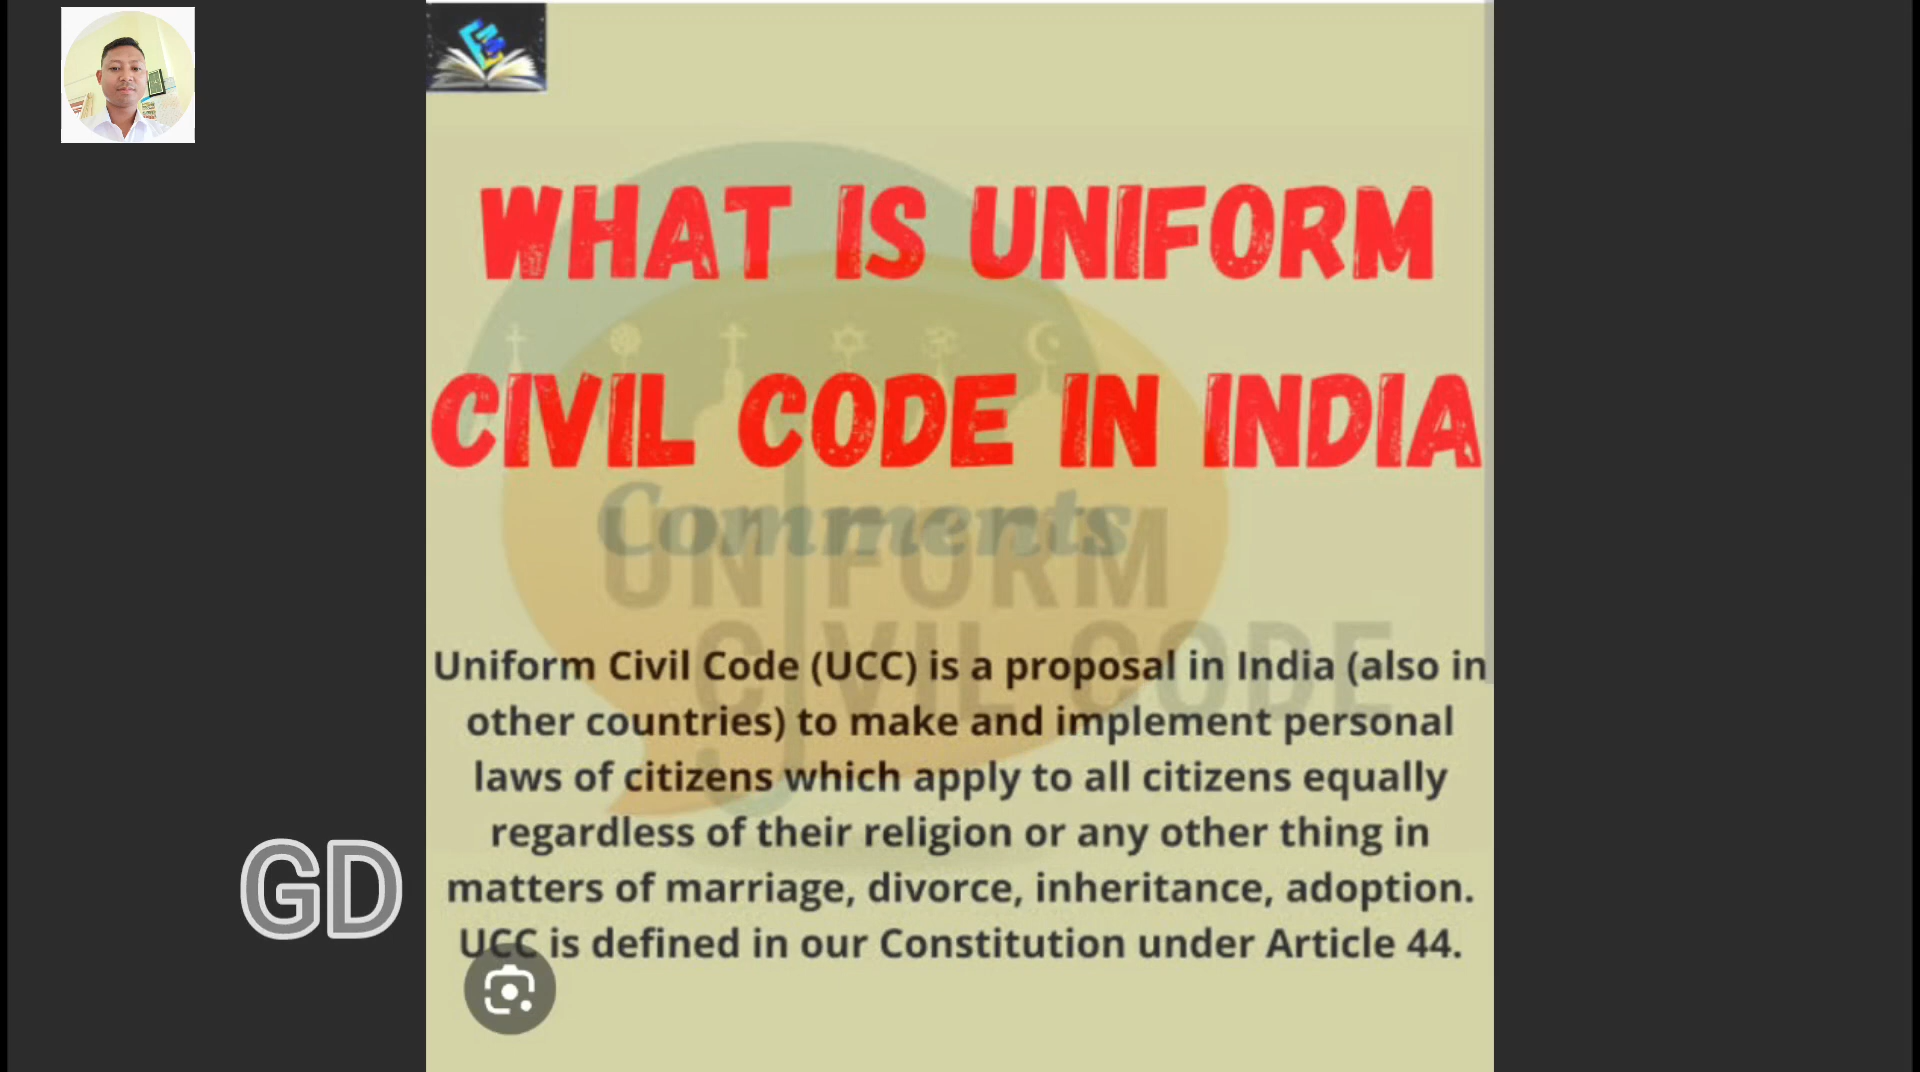 WHAT IS UNIFORM
CIVIL CODE IN INDIA
Comments
UNIFORM
CIVIL CODE
Uniform Civil Code (UCC) is a proposal in India (also in
other countries) to make and implement personal
laws of citizens which apply to all citizens equally
regardless of their religion or any other thing in
matters of marriage, divorce, inheritance, adoption.
UCC is defined in our Constitution under Article 44.
GD